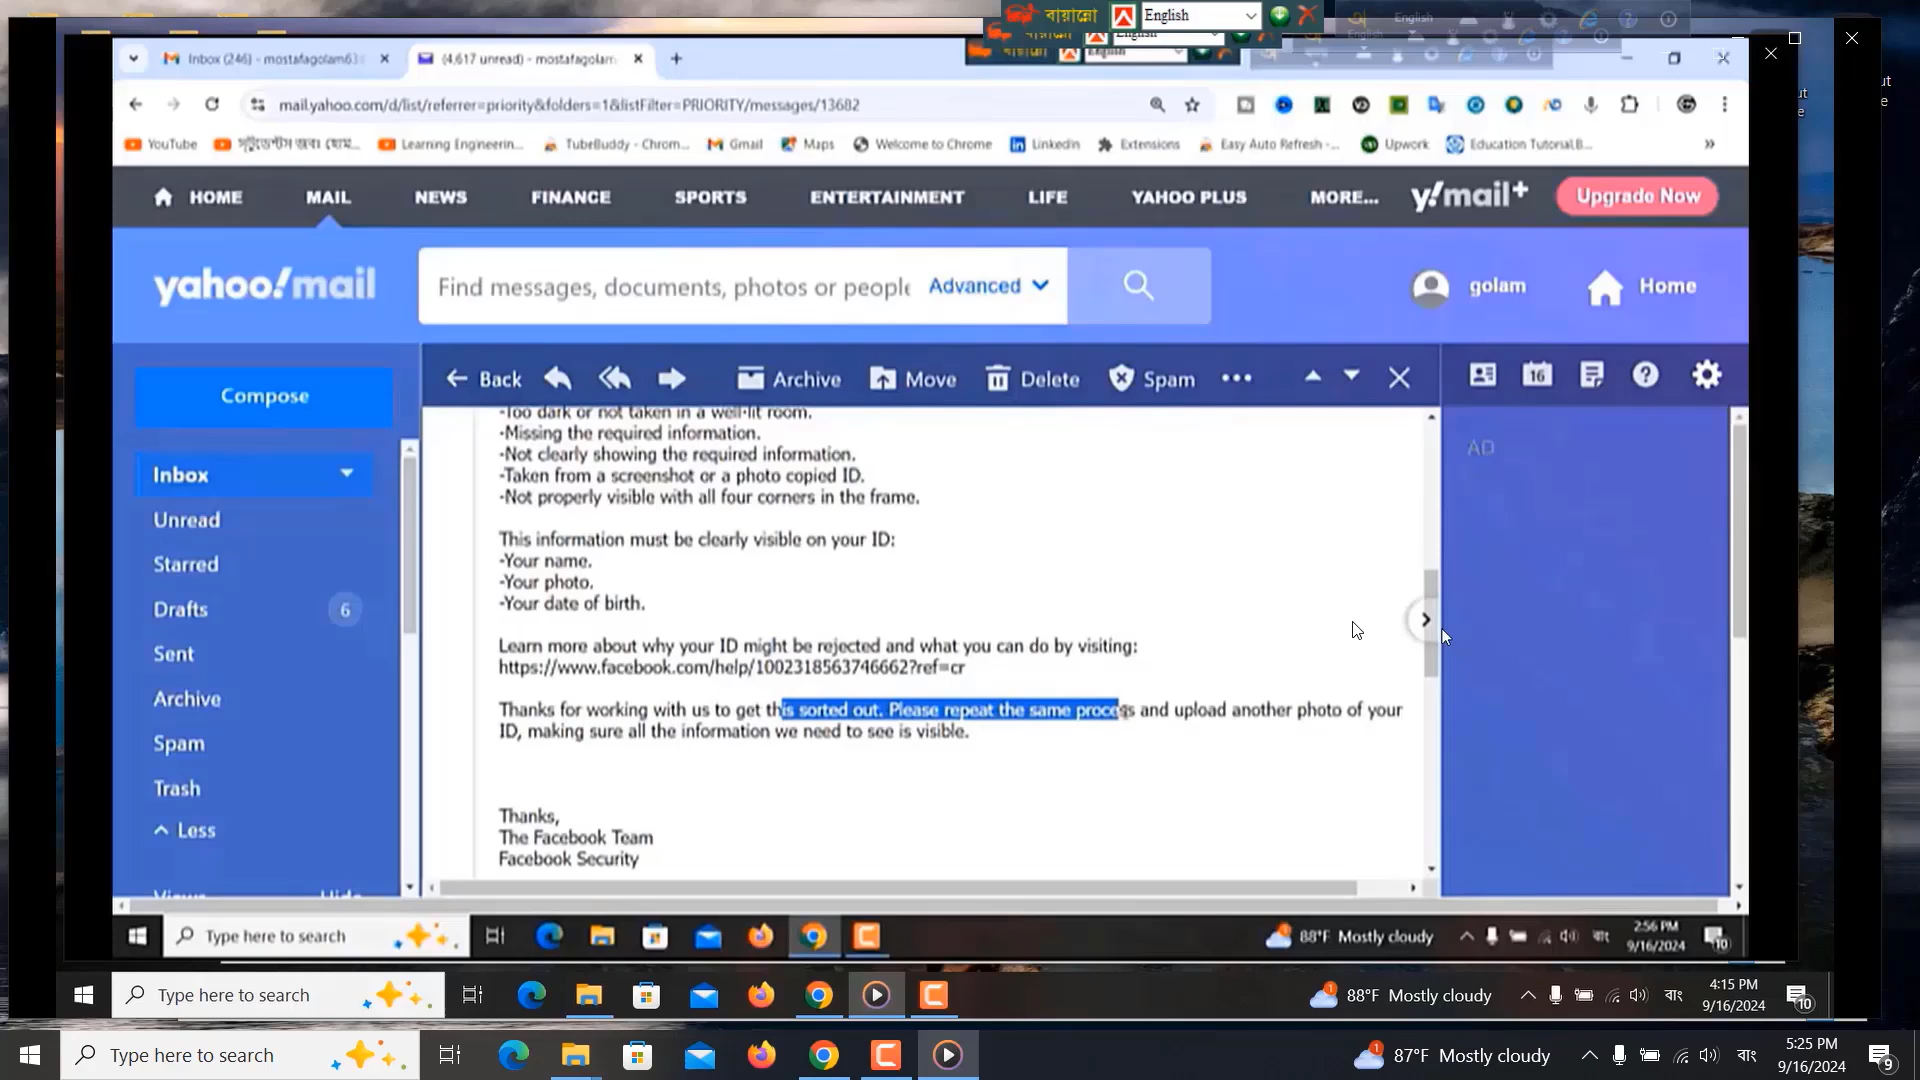 বায়ান্নো English
English
English
English
Inbox (246) - mostafagolam63
(4,617 unread) - mostafagolam
mail.yahoo.com/d/list/referrer=priority&folders=1&listFilter=PRIORITY/messages/13682
YouTube
Learning Engineerin...
TubeBuddy - Chrom...
Gmail
Maps
Welcome to Chrome
LinkedIn
Extensions
Easy Auto Refresh -...
Upwork
Education Tutorial B...
»
HOME MAIL NEWS FINANCE SPORTS ENTERTAINMENT LIFE YAHOO PLUS MORE... y!mail+ Upgrade Now
yahoo!mail
Find messages, documents, photos or people Advanced
golam Home
Compose
Back Archive Move Delete Spam •••
16
Inbox
Unread
Starred
Drafts 6
Sent
Archive
Spam
Trash
Less
Views Hide
-Too dark or not taken in a well-lit room.
-Missing the required information.
-Not clearly showing the required information.
-Taken from a screenshot or a photo copied ID.
-Not properly visible with all four corners in the frame.
This information must be clearly visible on your ID:
-Your name.
-Your photo.
-Your date of birth.
Learn more about why your ID might be rejected and what you can do by visiting:
https://www.facebook.com/help/1002318563746662?ref=cr
Thanks for working with us to get this sorted out. Please repeat the same process and upload another photo of your
ID, making sure all the information we need to see is visible.
Thanks,
The Facebook Team
Facebook Security
AD
Type here to search
88°F Mostly cloudy
বাং
2:56 PM
9/16/2024
10
Type here to search
88°F Mostly cloudy
বাং
4:15 PM
9/16/2024
10
Type here to search
87°F Mostly cloudy
বাং
5:25 PM
9/16/2024
9